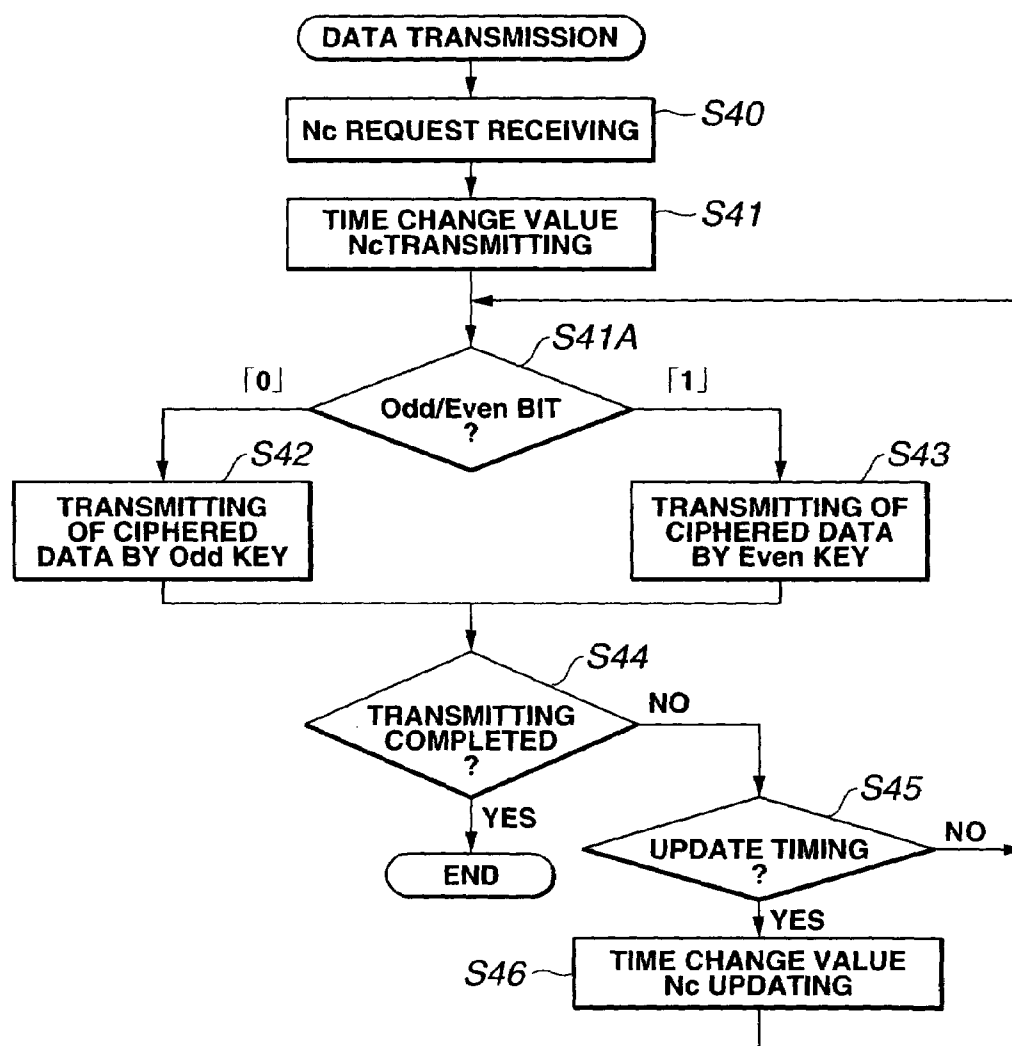 DATA TRANSMISSION
Nc REQUEST RECEIVING
S40
TIME CHANGE VALUE
NcTRANSMITTING
S41
S41A
「0」
「1」
Odd/Even BIT
?
S42
S43
TRANSMITTING
OF CIPHERED
DATA BY Odd KEY
TRANSMITTING OF
CIPHERED DATA
BY Even KEY
S44
NO
TRANSMITTING
COMPLETED
?
YES
S45
NO
UPDATE TIMING
?
END
YES
S46
TIME CHANGE VALUE
Nc UPDATING